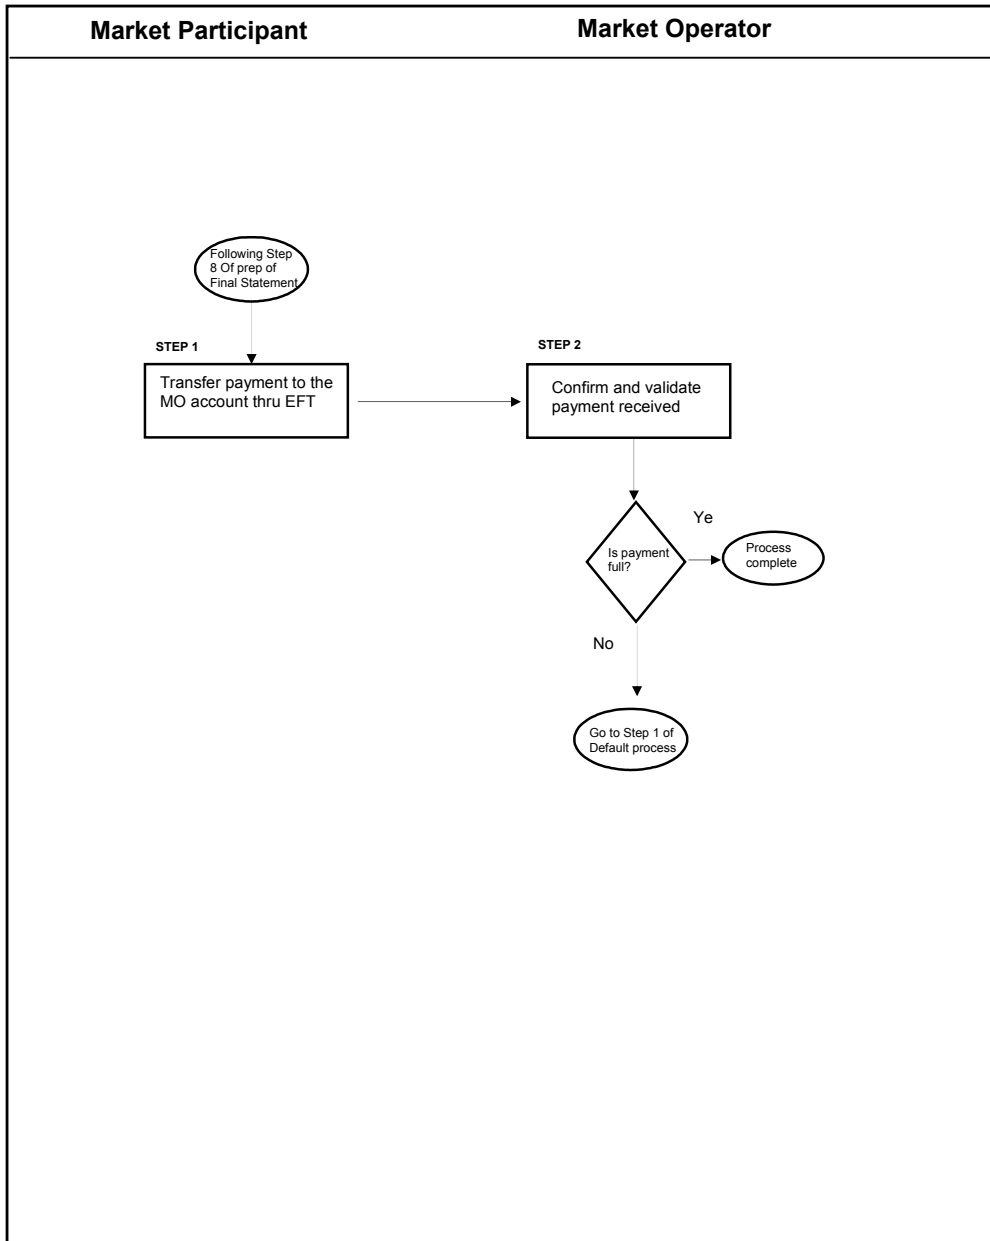 Market Participant
Market Operator
Following Step
8 Of prep of
Final Statement
STEP 1
Transfer payment to the
MO account thru EFT
STEP 2
Confirm and validate
payment received
Is payment
full?
Ye
Process
complete
No
Go to Step 1 of
Default process